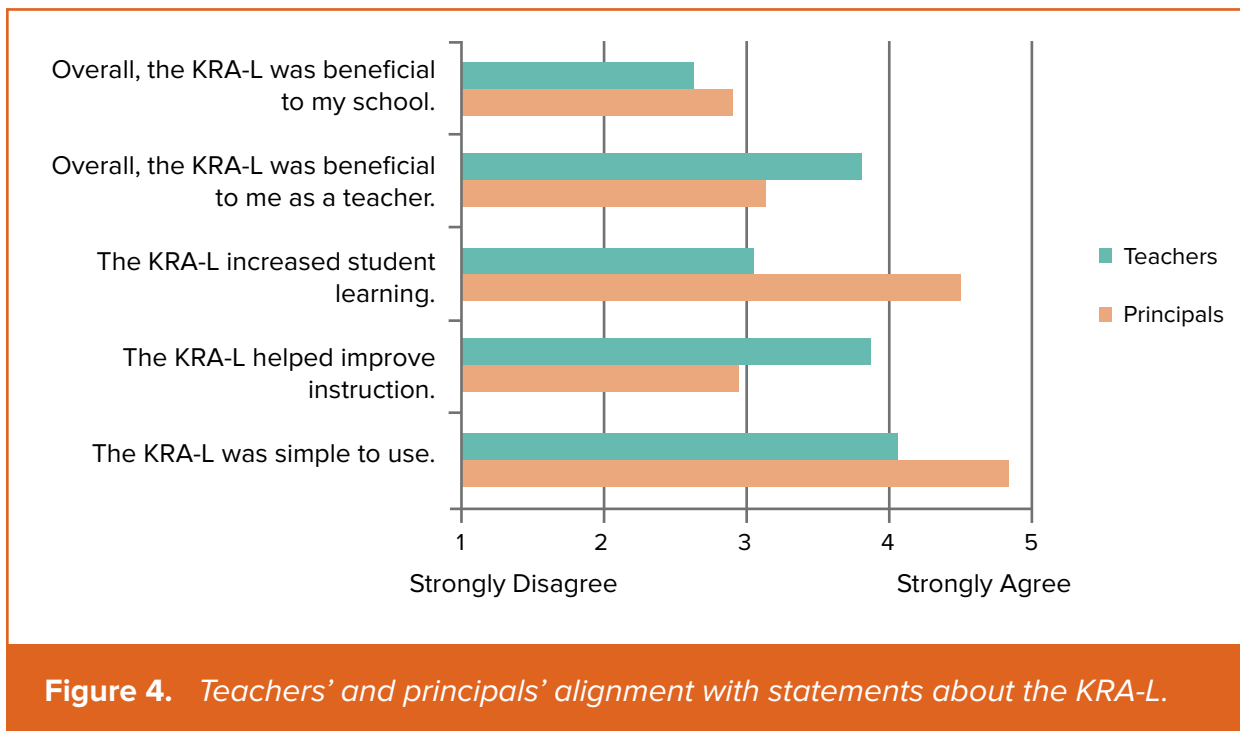 Overall, the KRA-L was beneficial
to my school.
Overall, the KRA-L was beneficial
to me as a teacher.
The KRA-L increased student
learning.
The KRA-L helped improve
instruction.
The KRA-L was simple to use.
Teachers
Principals
1 2 3 4 5
Strongly Disagree Strongly Agree
Figure 4. Teachers’ and principals’ alignment with statements about the KRA-L.